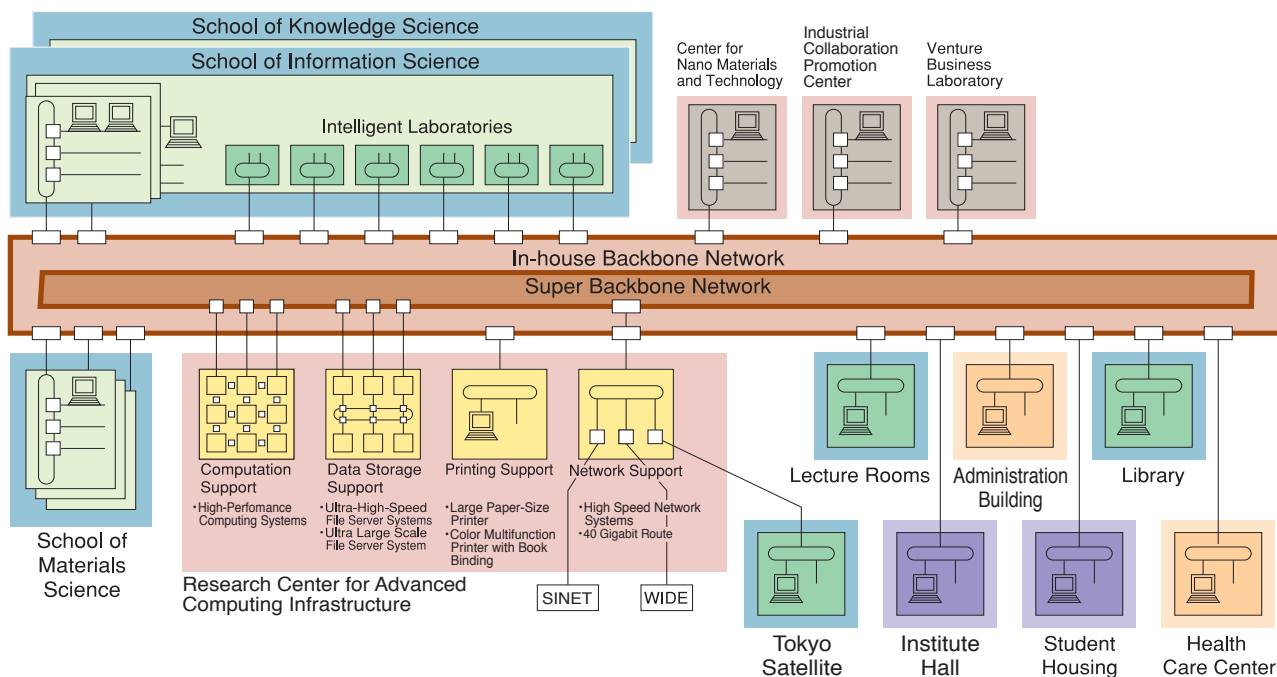 School of Knowledge Science
School of Information Science
Intelligent Laboratories
Center for
Nano Materials
and Technology
Industrial
Collaboration
Promotion
Center
Venture
Business
Laboratory
In-house Backbone Network
Super Backbone Network
School of
Materials
Science
Computation
Support
・High-Perfomance
Computing Systems
Data Storage
Support
・Ultra-High-Speed
File Server Systems
・Ultra Large Scale
File Server System
Printing Support
・Large Paper-Size
Printer
・Color Multifunction
Printer with Book
Binding
Network Support
・High Speed Network
Systems
・40 Gigabit Route
Research Center for Advanced
Computing Infrastructure
SINET
WIDE
Lecture Rooms
Administration
Building
Library
Tokyo
Satellite
Institute
Hall
Student
Housing
Health
Care Center